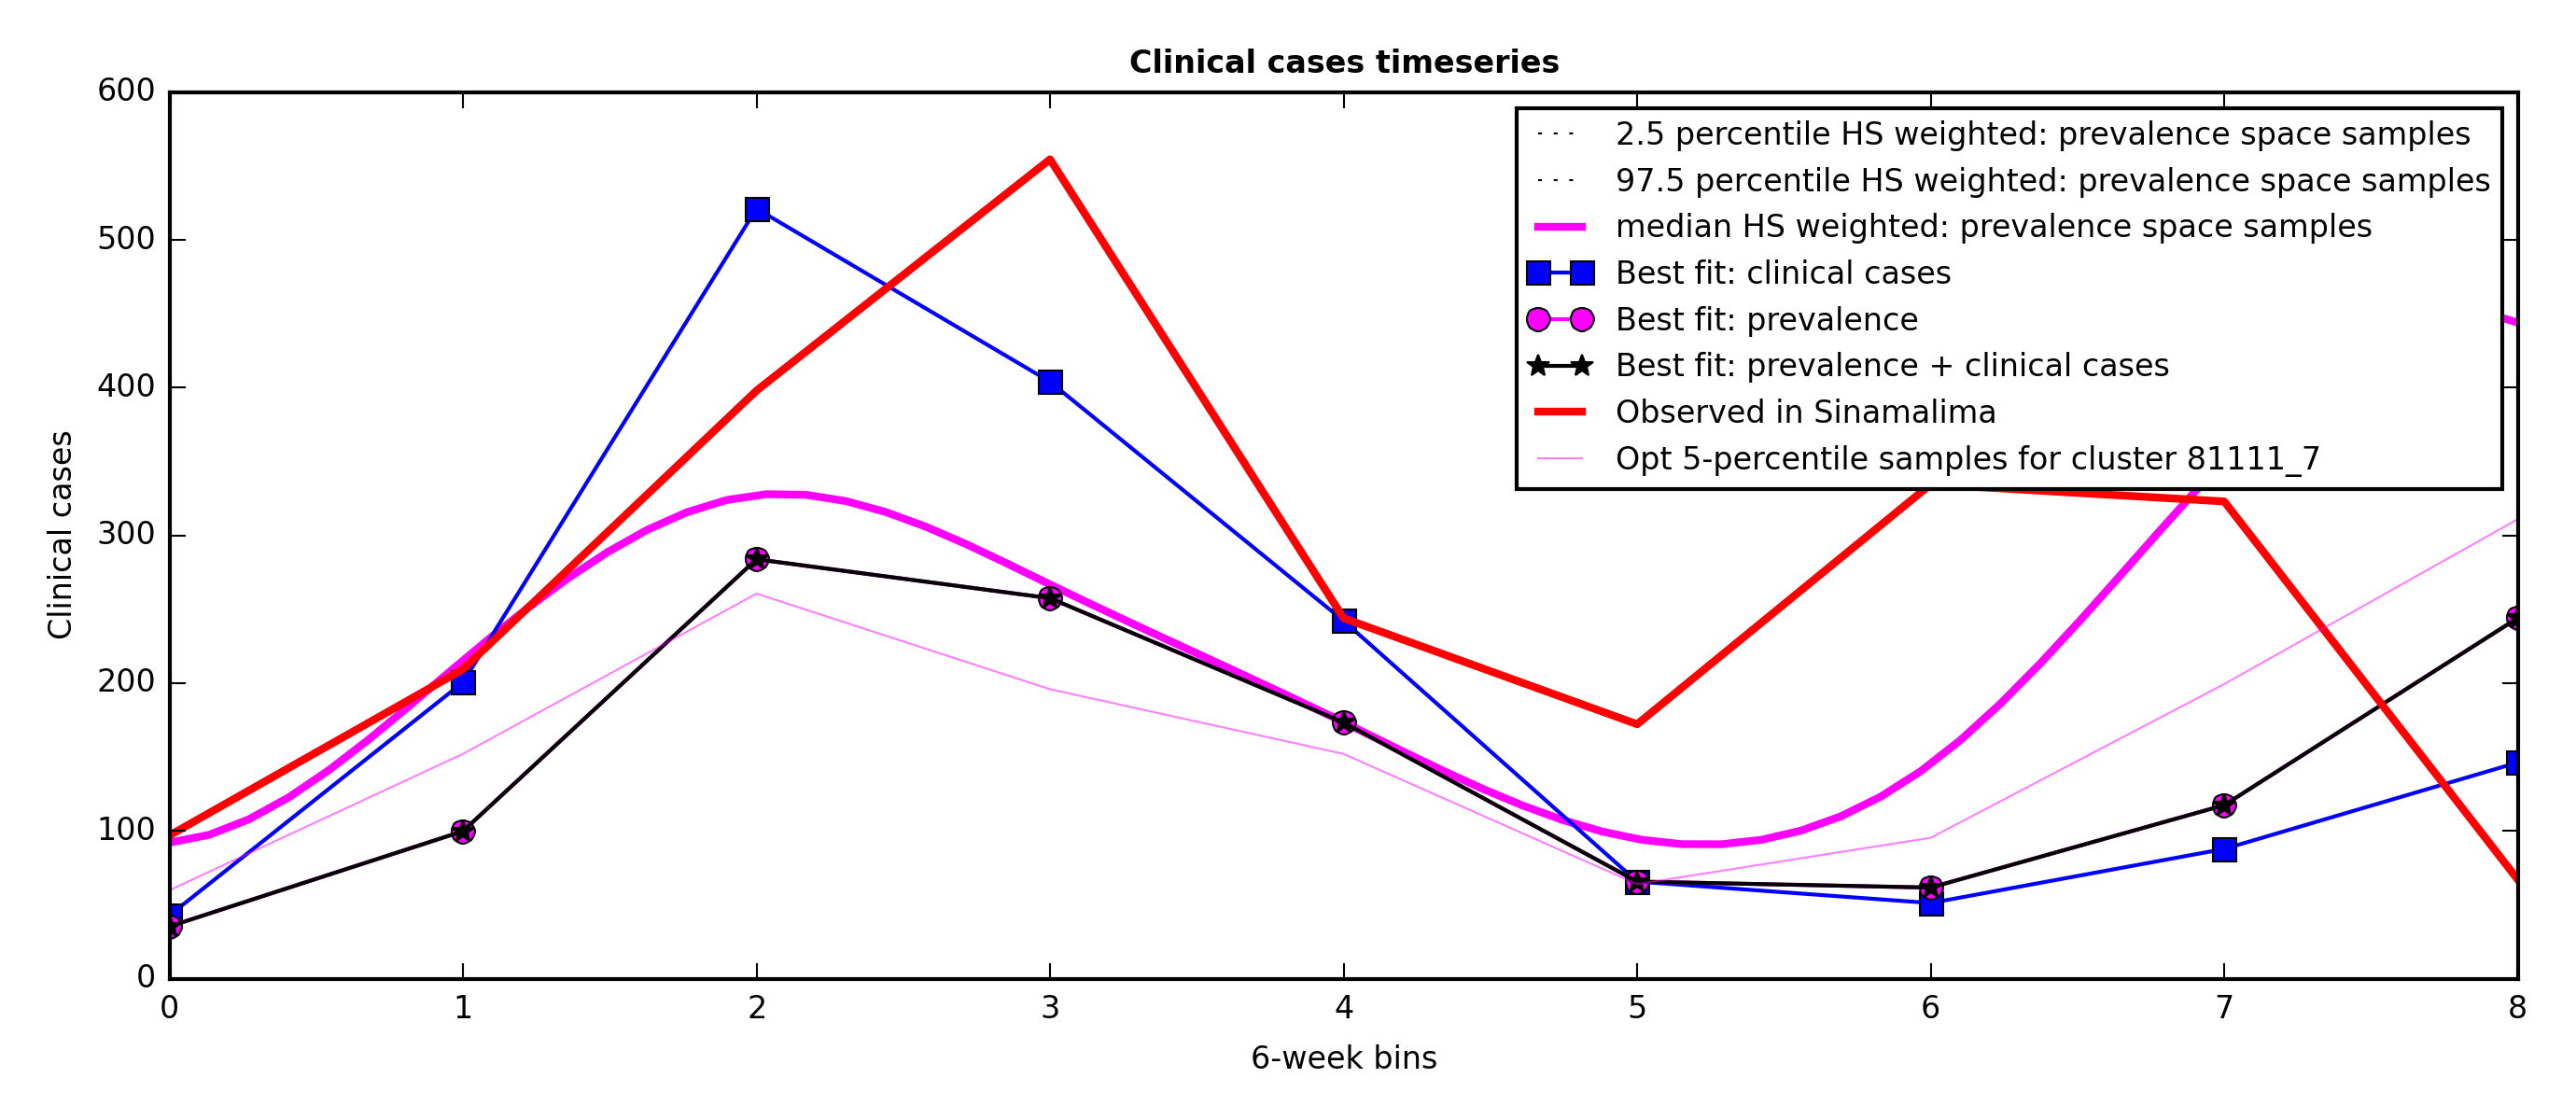 Clinical cases timeseries
600
500
400
300
200
100
0
Clinical cases
2.5 percentile HS weighted: prevalence space samples
97.5 percentile HS weighted: prevalence space samples
median HS weighted: prevalence space samples
Best fit: clinical cases
Best fit: prevalence
Best fit: prevalence + clinical cases
Observed in Sinamalima
Opt 5-percentile samples for cluster 81111_7
0 1 2 3 4 5 6 7 8
6-week bins